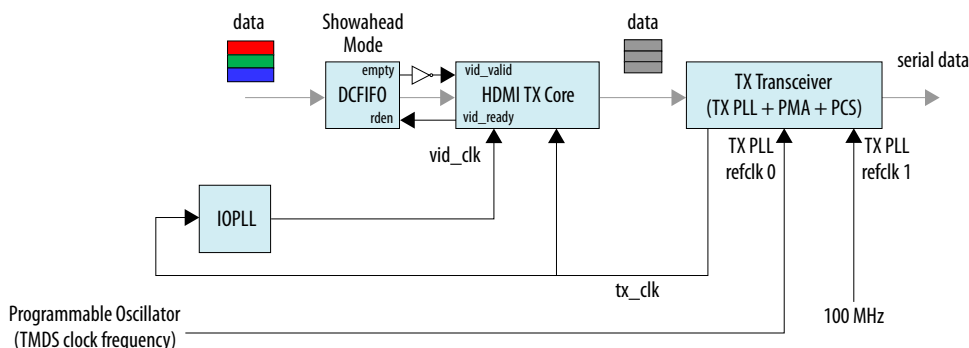 data
Showahead
Mode
data
empty
vid_valid
DCFIFO
HDMI TX Core
rden
vid_ready
TX Transceiver
(TX PLL + PMA + PCS)
serial data
vid_clk
TX PLL
refclk 0
TX PLL
refclk 1
IOPLL
tx_clk
Programmable Oscillator
(TMDS clock frequency)
100 MHz